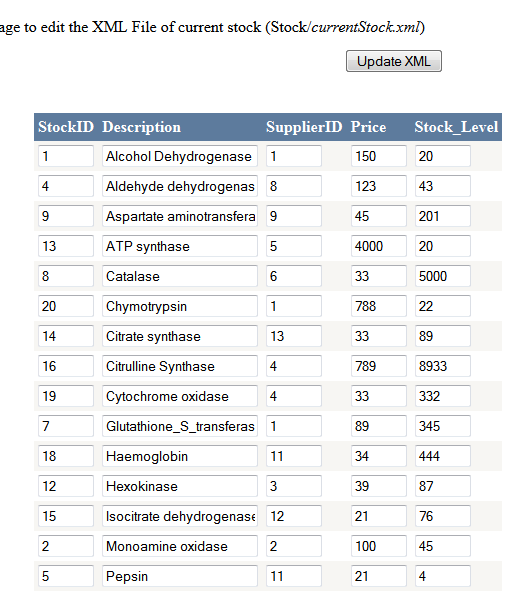 age to edit the XML File of current stock (Stock/currentStock.xml)
Update XML
StockID Description SupplierID Price Stock_Level
1 Alcohol Dehydrogenase 1 150 20
4 Aldehyde dehydrogenas 8 123 43
9 Aspartate aminotransfera 9 45 201
13 ATP synthase 5 4000 20
8 Catalase 6 33 5000
20 Chymotrypsin 1 788 22
14 Citrate synthase 13 33 89
16 Citrulline Synthase 4 789 8933
19 Cytochrome oxidase 4 33 332
7 Glutathione_S_transferas 1 89 345
18 Haemoglobin 11 34 444
12 Hexokinase 3 39 87
15 Isocitrate dehydrogenase 12 21 76
2 Monoamine oxidase 2 100 45
5 Pepsin 11 21 4